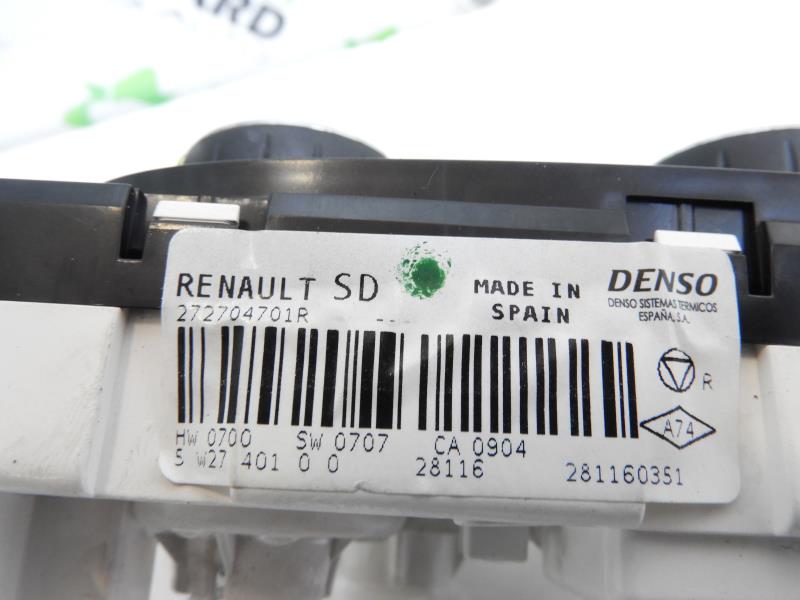 ARD
RENAULT SD
272704701R
MADE IN
SPAIN
DENSO
DENSO SISTEMAS TERMICOS
ESPAÑA, S.A.
R
A74
HW 0700 SW 0707 CA 0904
5 W27 401 0 0 28116 281160351